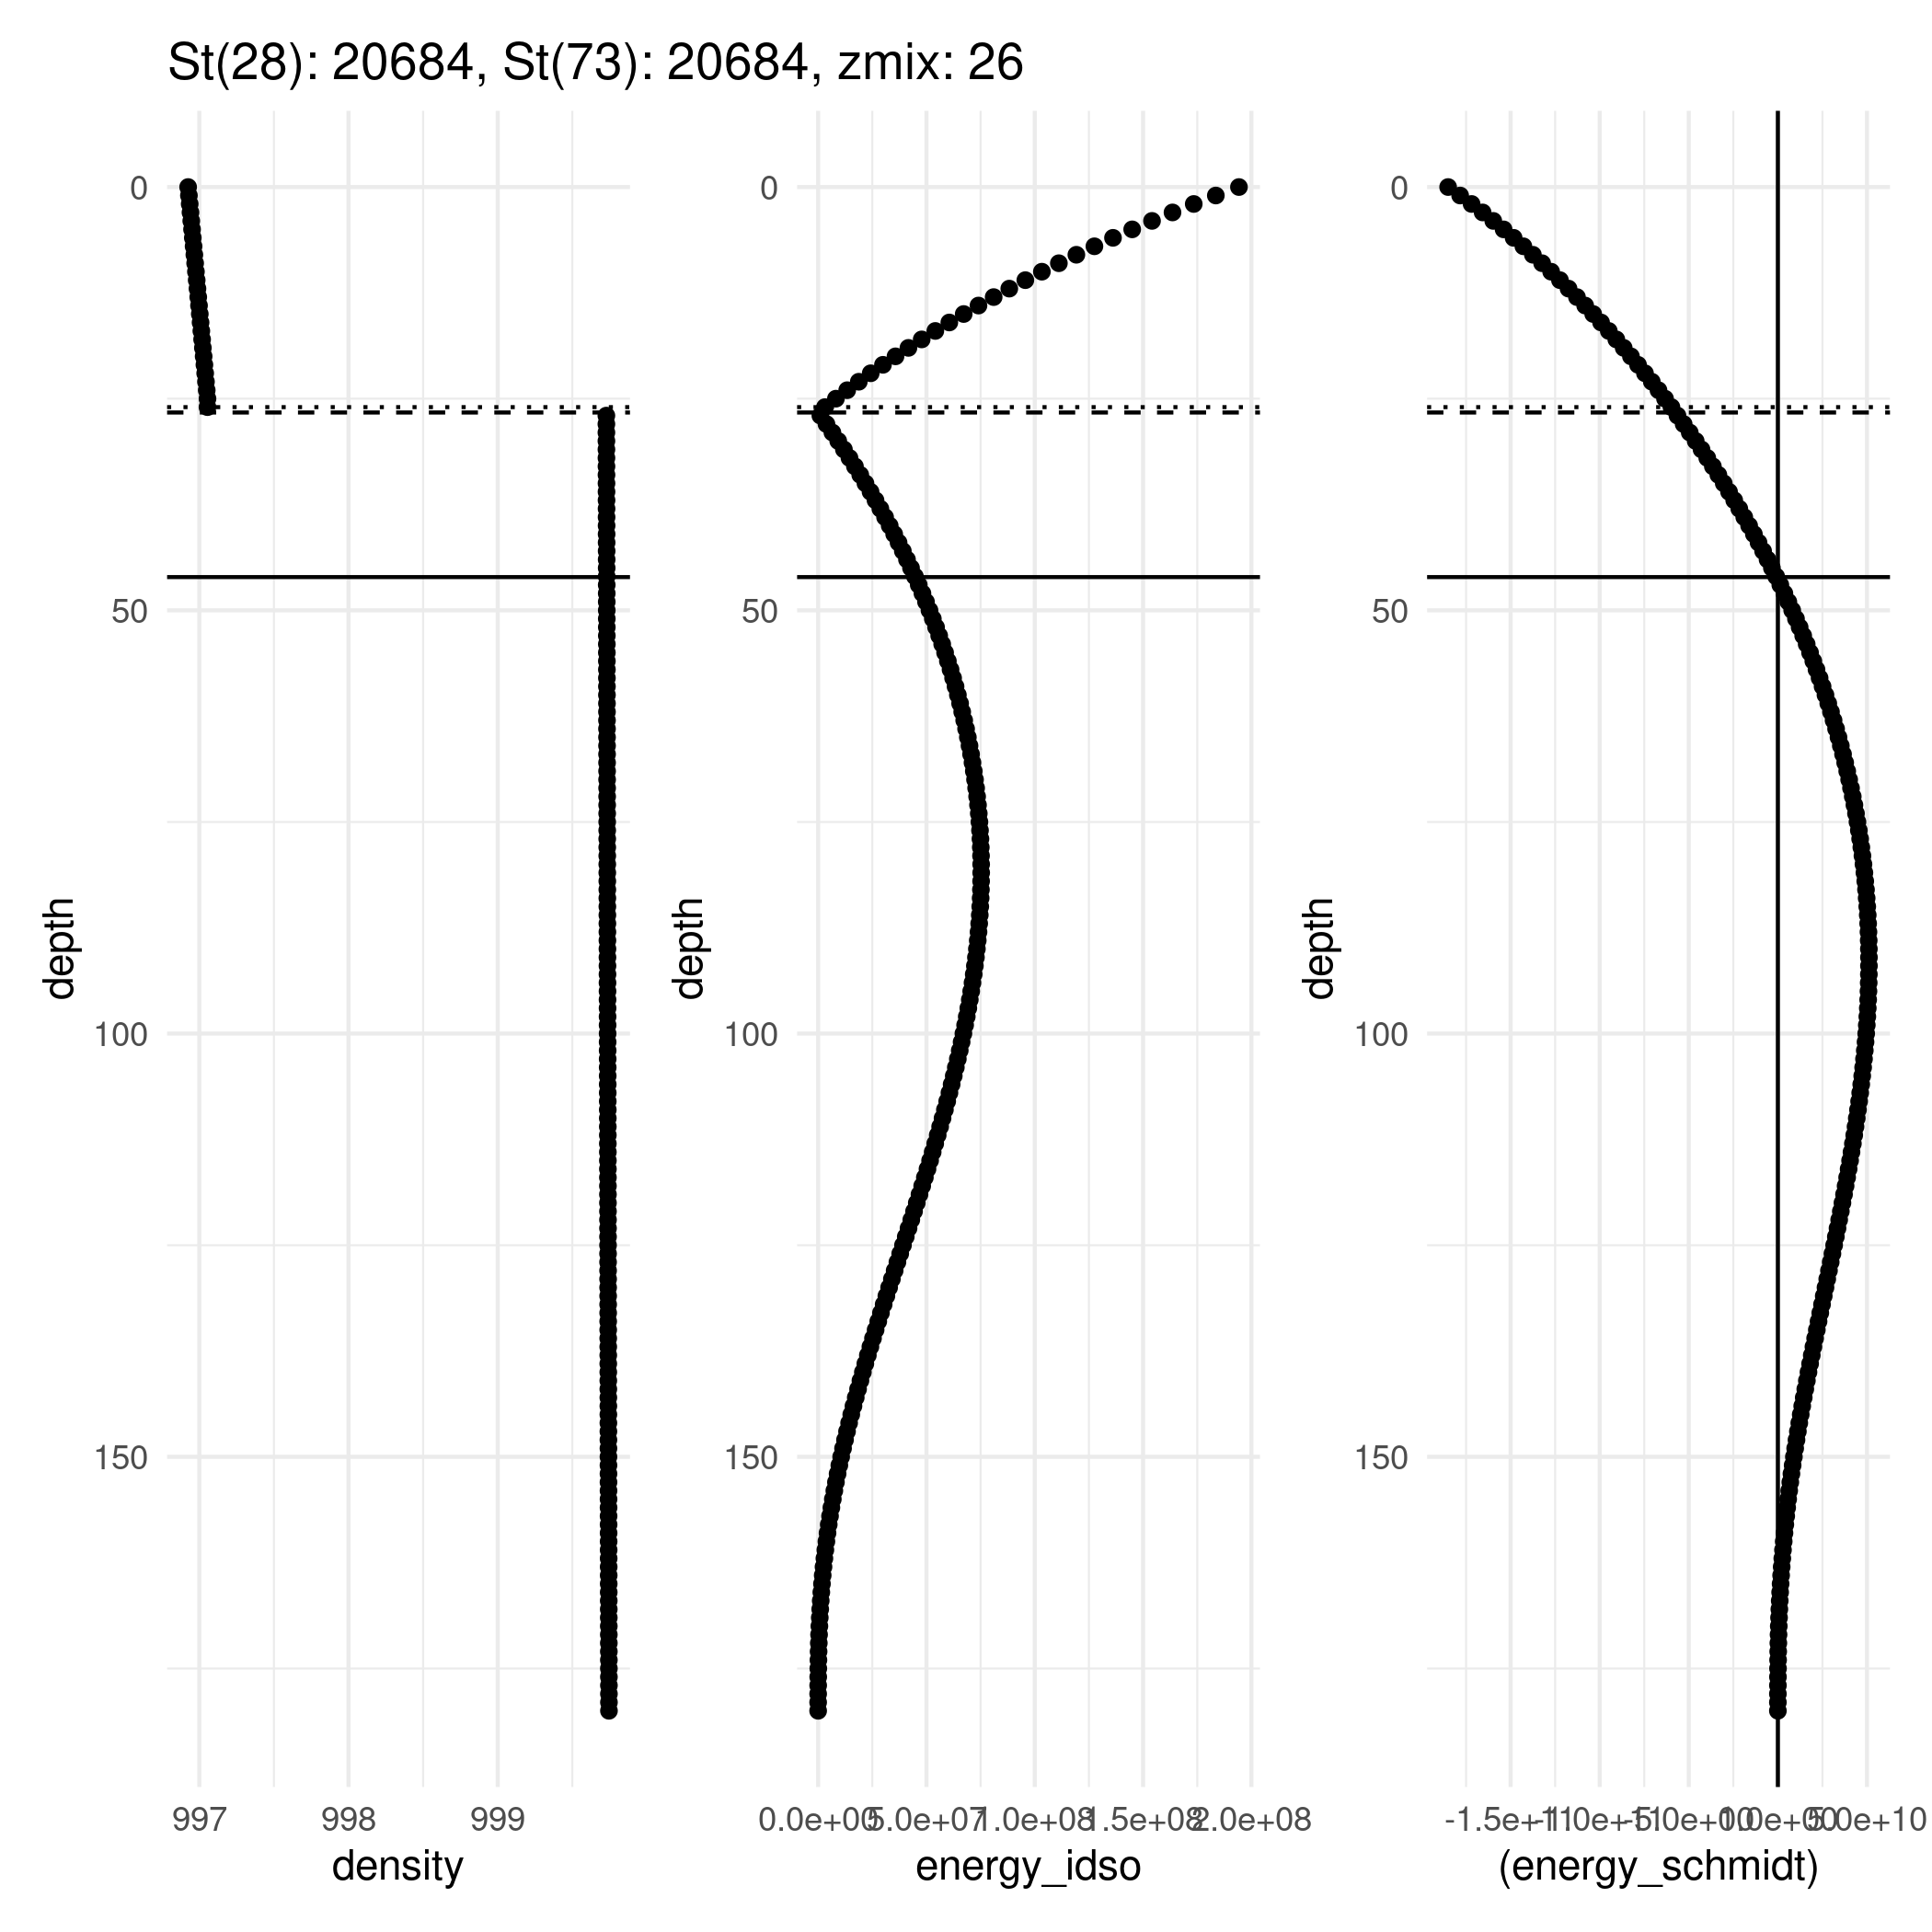 St(28): 20684, St(73): 20684, zmix: 26
depth
0
50
100
150
997 998 999
density
depth
0
50
100
150
0.0e+00 5.0e+07 1.0e+08 1.5e+08 2.0e+08
energy_idso
depth
0
50
100
150
-1.5e+11 -1.0e+11 -5.0e+10 0.0e+00 5.0e+10
(energy_schmidt)